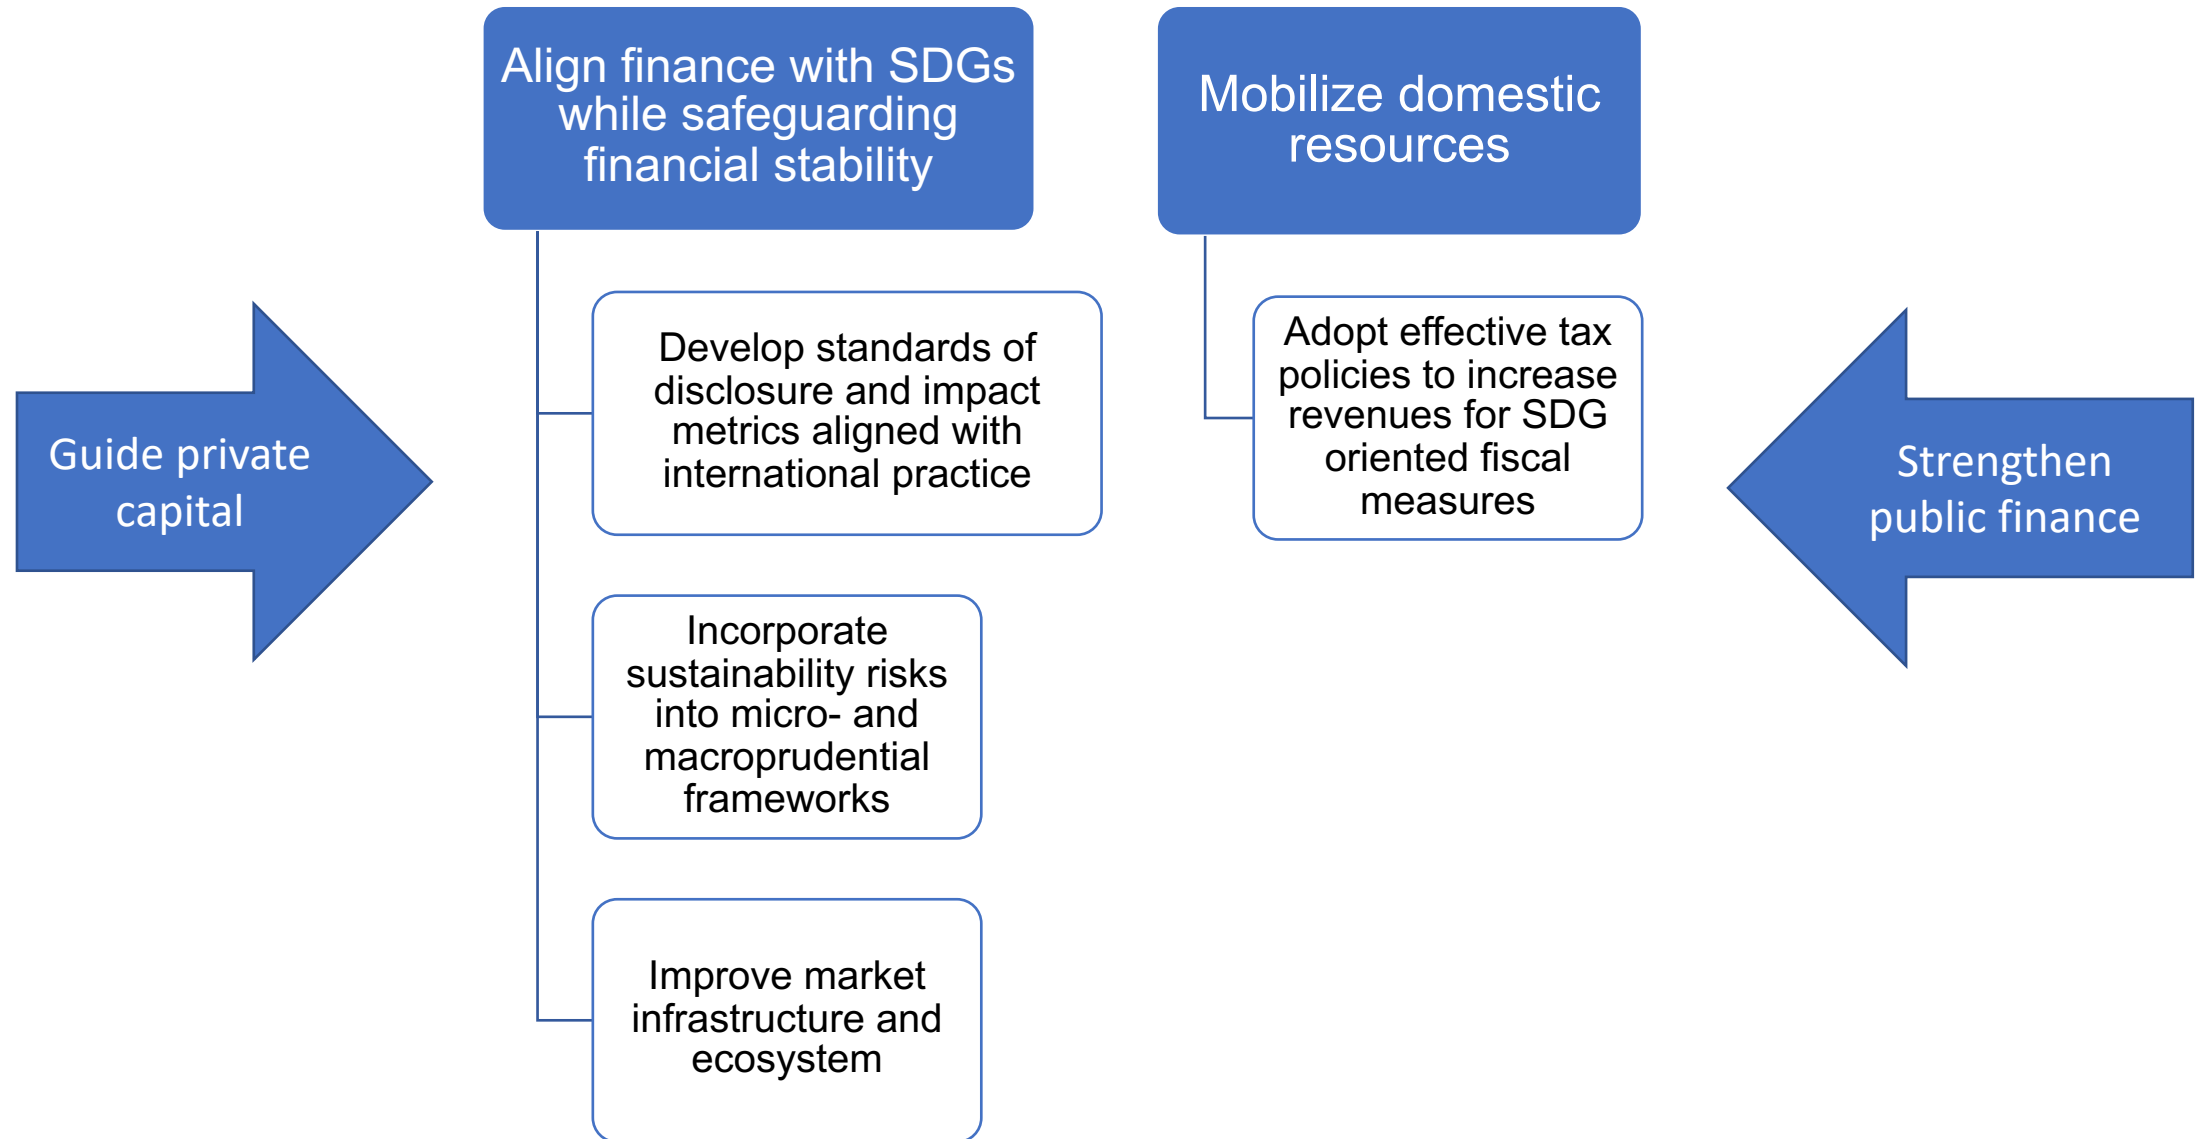 Align finance with SDGs
while safeguarding
financial stability
Mobilize domestic
resources
Guide private
capital
Develop standards of
disclosure and impact
metrics aligned with
international practice
Incorporate
sustainability risks
into micro- and
macroprudential
frameworks
Improve market
infrastructure and
ecosystem
Adopt effective tax
policies to increase
revenues for SDG
oriented fiscal
measures
Strengthen
public finance